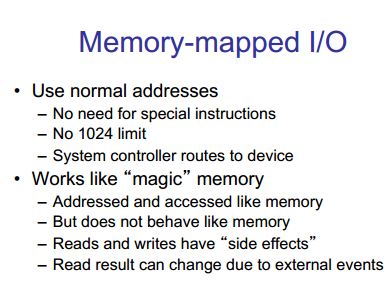 Memory-mapped I/O
• Use normal addresses
– No need for special instructions
– No 1024 limit
– System controller routes to device
• Works like “magic” memory
– Addressed and accessed like memory
– But does not behave like memory
– Reads and writes have “side effects”
– Read result can change due to external events